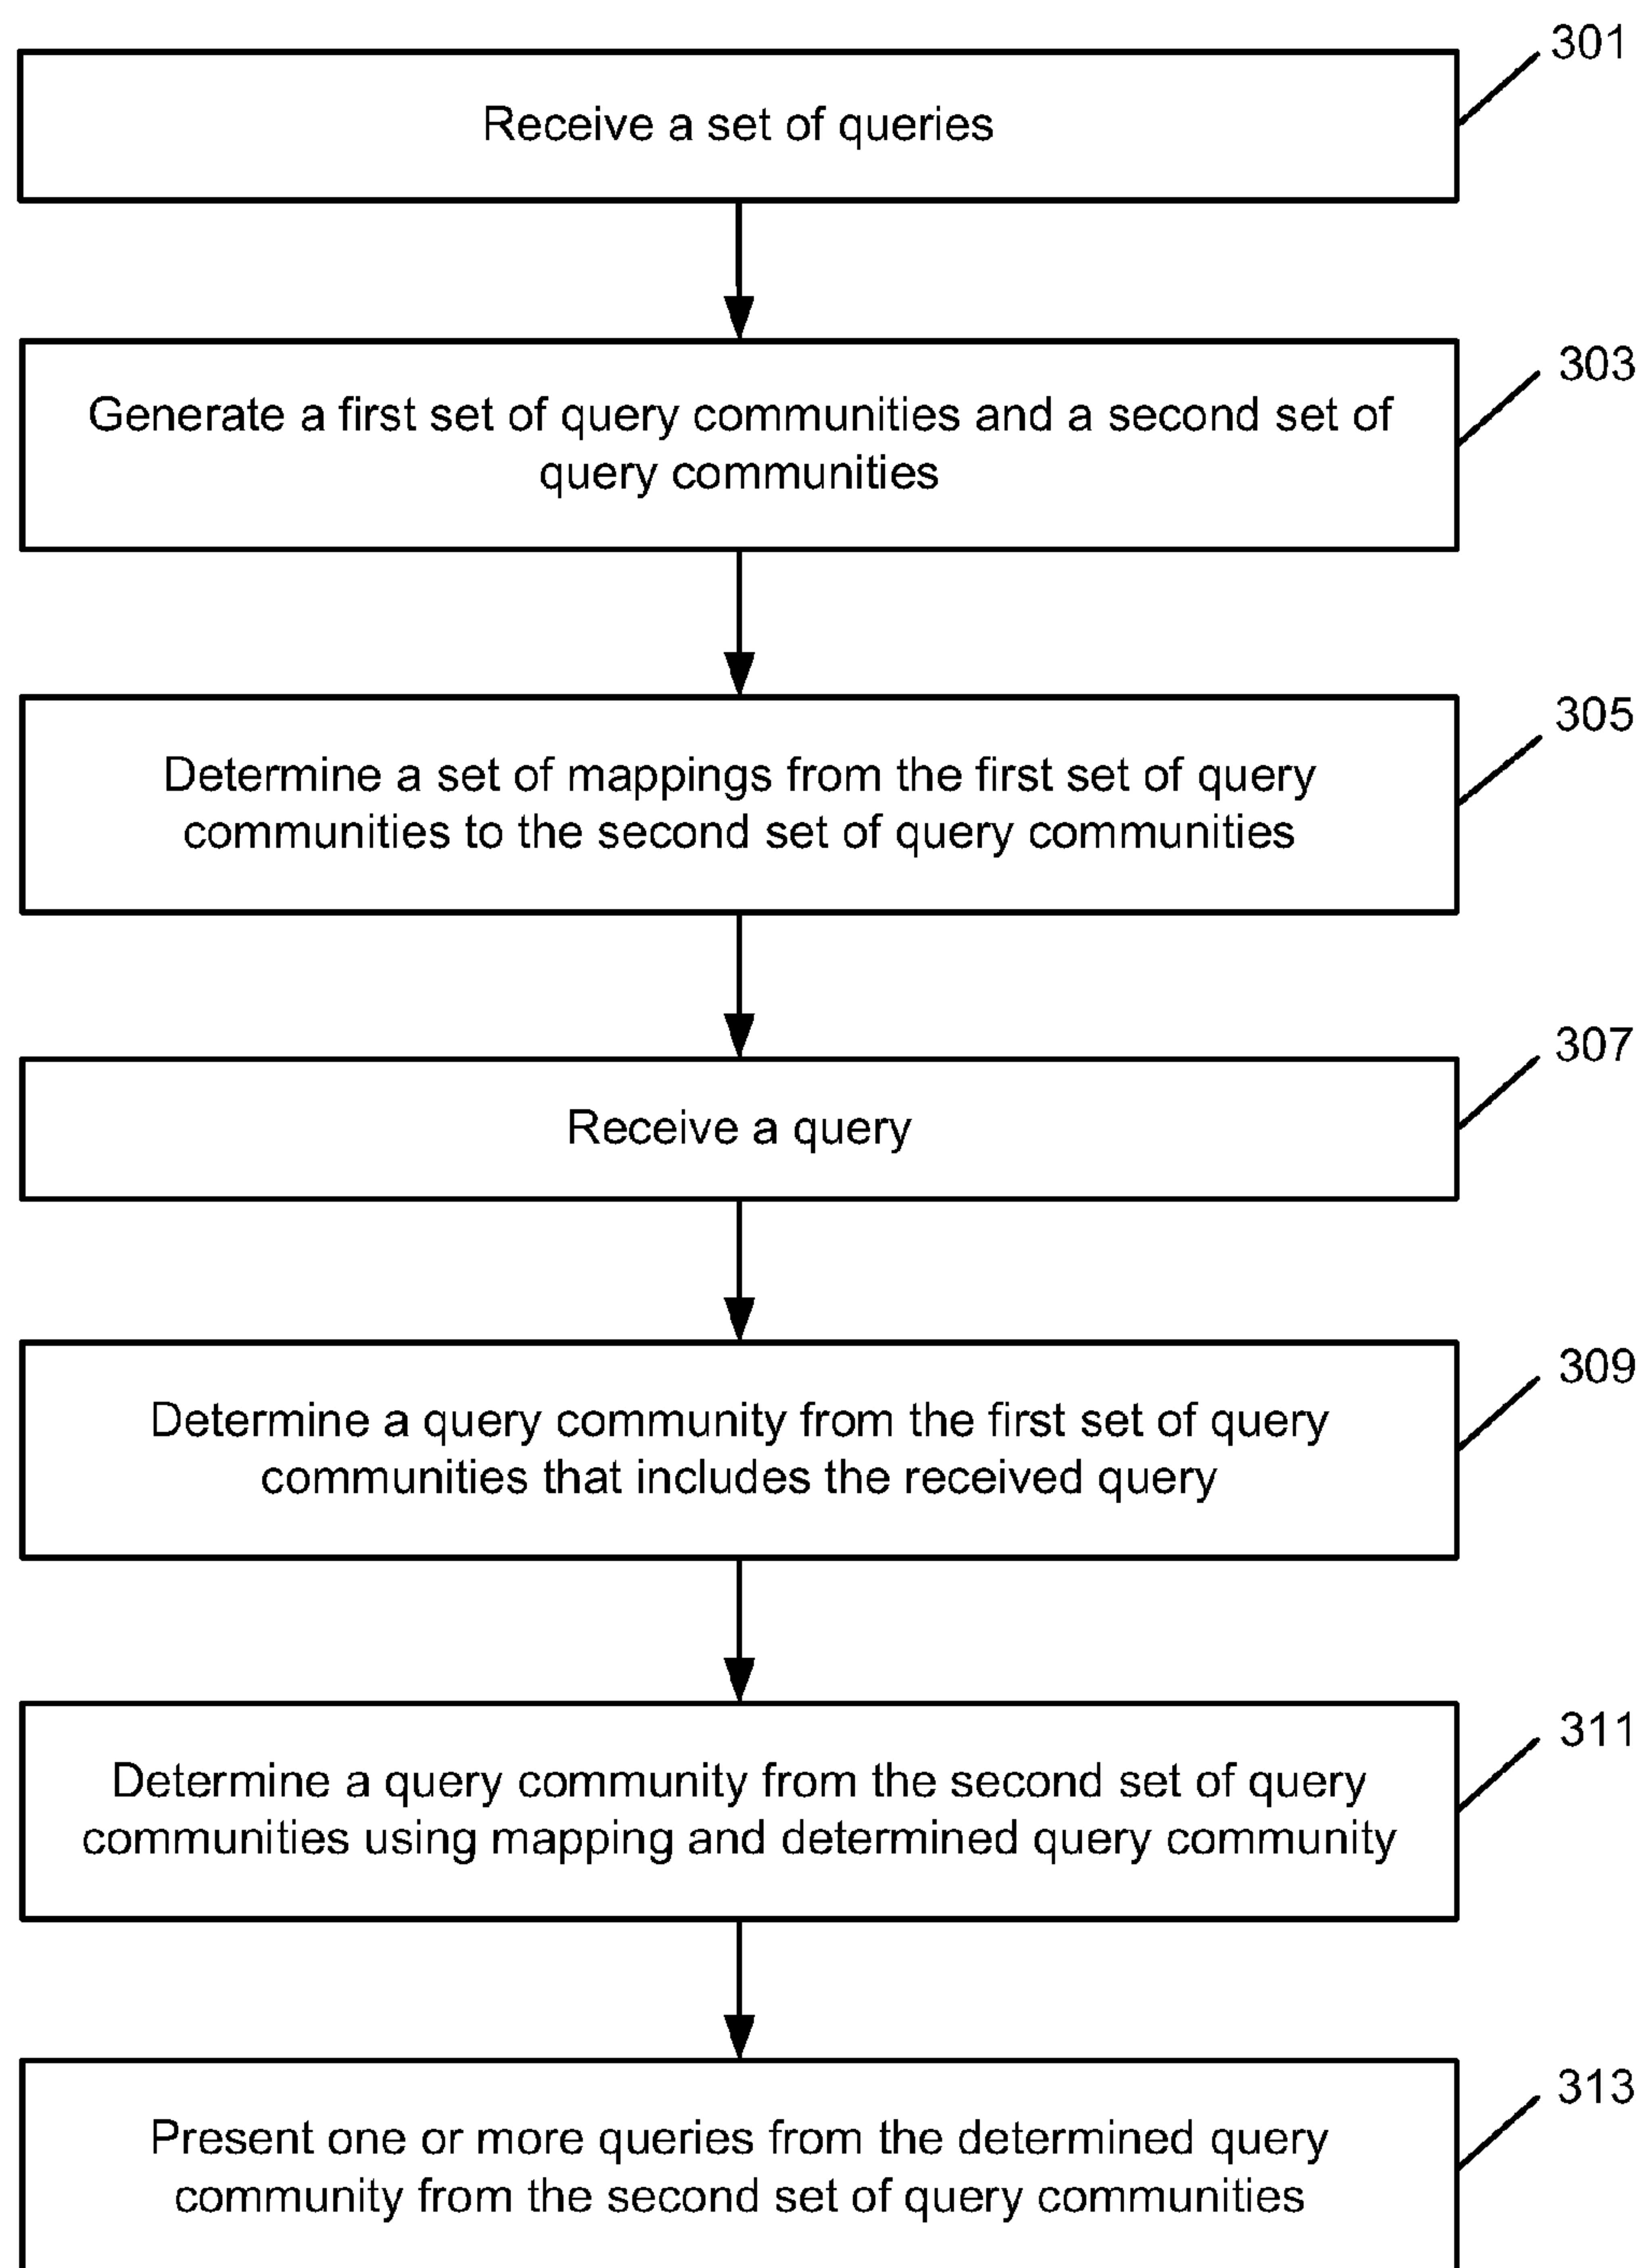 301
Receive a set of queries
303
Generate a first set of query communities and a second set of
query communities
305
Determine a set of mappings from the first set of query
communities to the second set of query communities
307
Receive a query
309
Determine a query community from the first set of query
communities that includes the received query
311
Determine a query community from the second set of query
communities using mapping and determined query community
313
Present one or more queries from the determined query
community from the second set of query communities